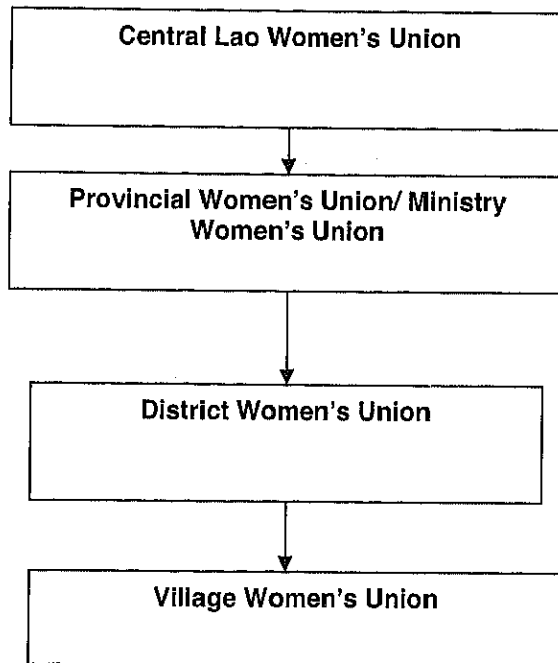 Central Lao Women's Union
Provincial Women's Union/ Ministry
Women's Union
District Women's Union
Village Women's Union